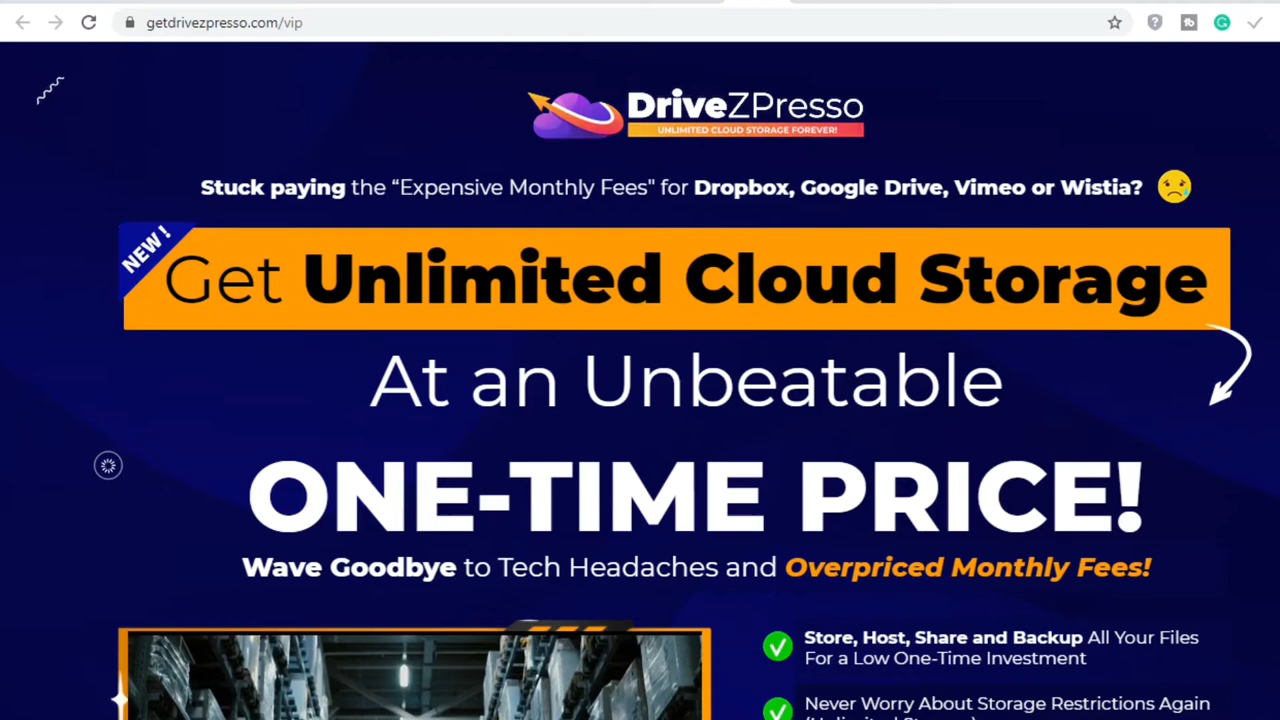 getdrivezpresso.com/vip
DriveZPresso
UNLIMITED CLOUD STORAGE FOREVER!
Stuck paying the “Expensive Monthly Fees" for Dropbox, Google Drive, Vimeo or Wistia?
NEW!
Get Unlimited Cloud Storage
At an Unbeatable
ONE-TIME PRICE!
Wave Goodbye to Tech Headaches and Overpriced Monthly Fees!
Store, Host, Share and Backup All Your Files
For a Low One-Time Investment
Never Worry About Storage Restrictions Again